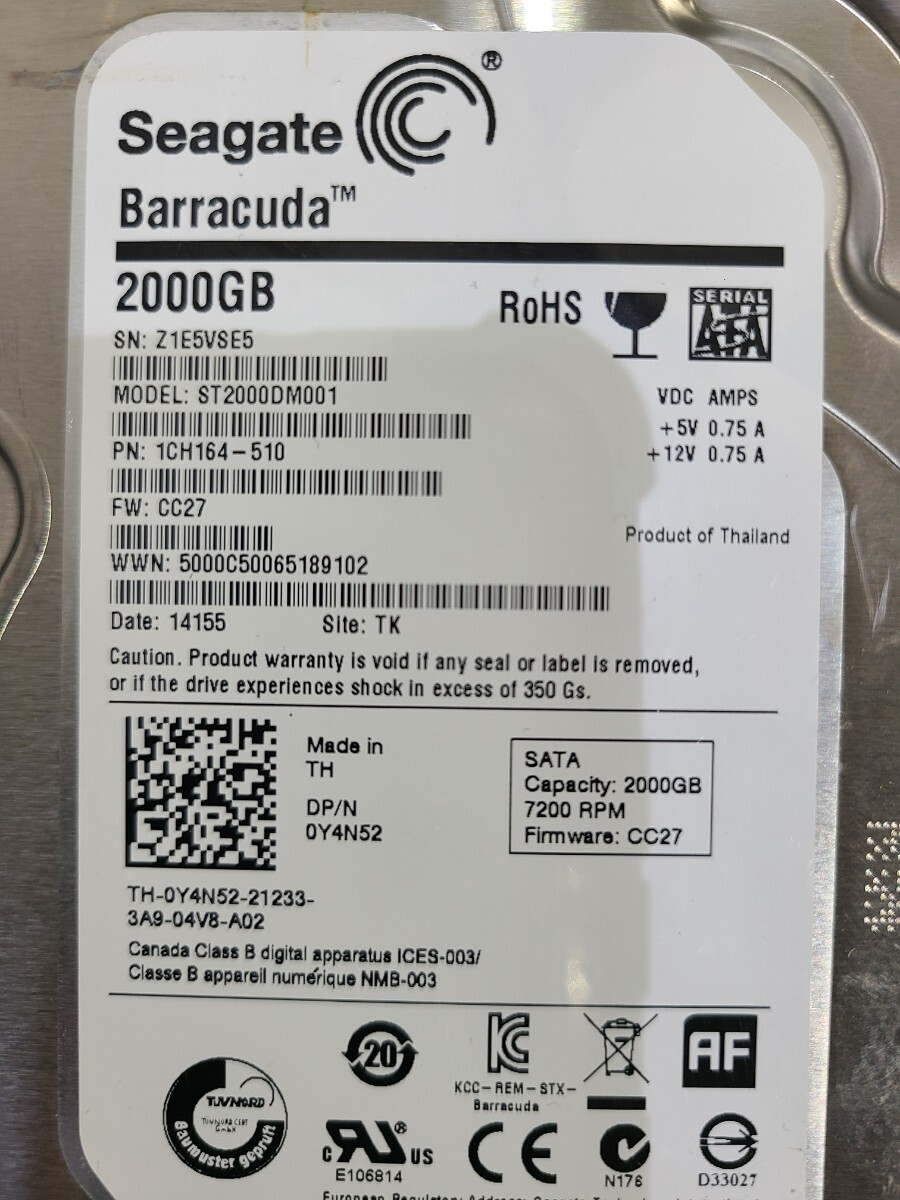 Seagate®
Barracuda™
2000GB
RoHS
SERIAL
ATA
SN: Z1E5VSE5
MODEL: ST2000DM001
VDC AMPS
+5V 0.75 A
+12V 0.75 A
PN: 1CH164-510
FW: CC27
Product of Thailand
WWN: 5000C50065189102
Date: 14155 Site: TK
Caution. Product warranty is void if any seal or label is removed,
or if the drive experiences shock in excess of 350 Gs.
Made in
TH
DP/N
0Y4N52
SATA
Capacity: 2000GB
7200 RPM
Firmware: CC27
TH-0Y4N52-21233-
3A9-04V8-A02
Canada Class B digital apparatus ICES-003/
Classe B appareil numérique NMB-003
20
KCC-REM-STX-
Barracuda
AF
TUVNORD
TÜVNORD CERT
GmbH
Baumuster geprüft
c RU® US
E106814
CE
N176
D33027